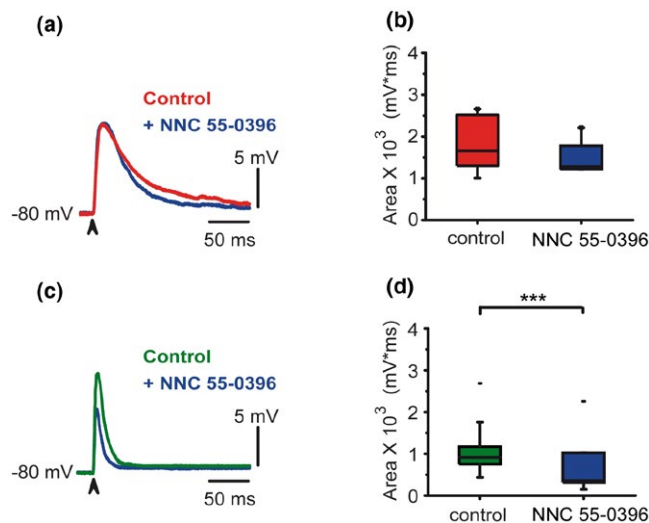 (a)
Control
+ NNC 55-0396
5 mV
-80 mV
50 ms
(b)
Area X 10³ (mV*ms)
4
3
2
1
0
control
NNC 55-0396
(c)
Control
+ NNC 55-0396
5 mV
-80 mV
50 ms
(d)
***
Area X 10³ (mV*ms)
4
3
2
1
0
control
NNC 55-0396